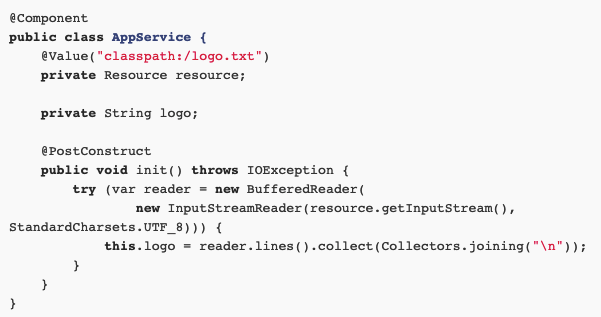 @Component
public class AppService {
    @Value("classpath:/logo.txt")
    private Resource resource;

    private String logo;

    @PostConstruct
    public void init() throws IOException {
        try (var reader = new BufferedReader(
                new InputStreamReader(resource.getInputStream(),
StandardCharsets.UTF_8))) {
            this.logo = reader.lines().collect(Collectors.joining("\n"));
        }
    }
}